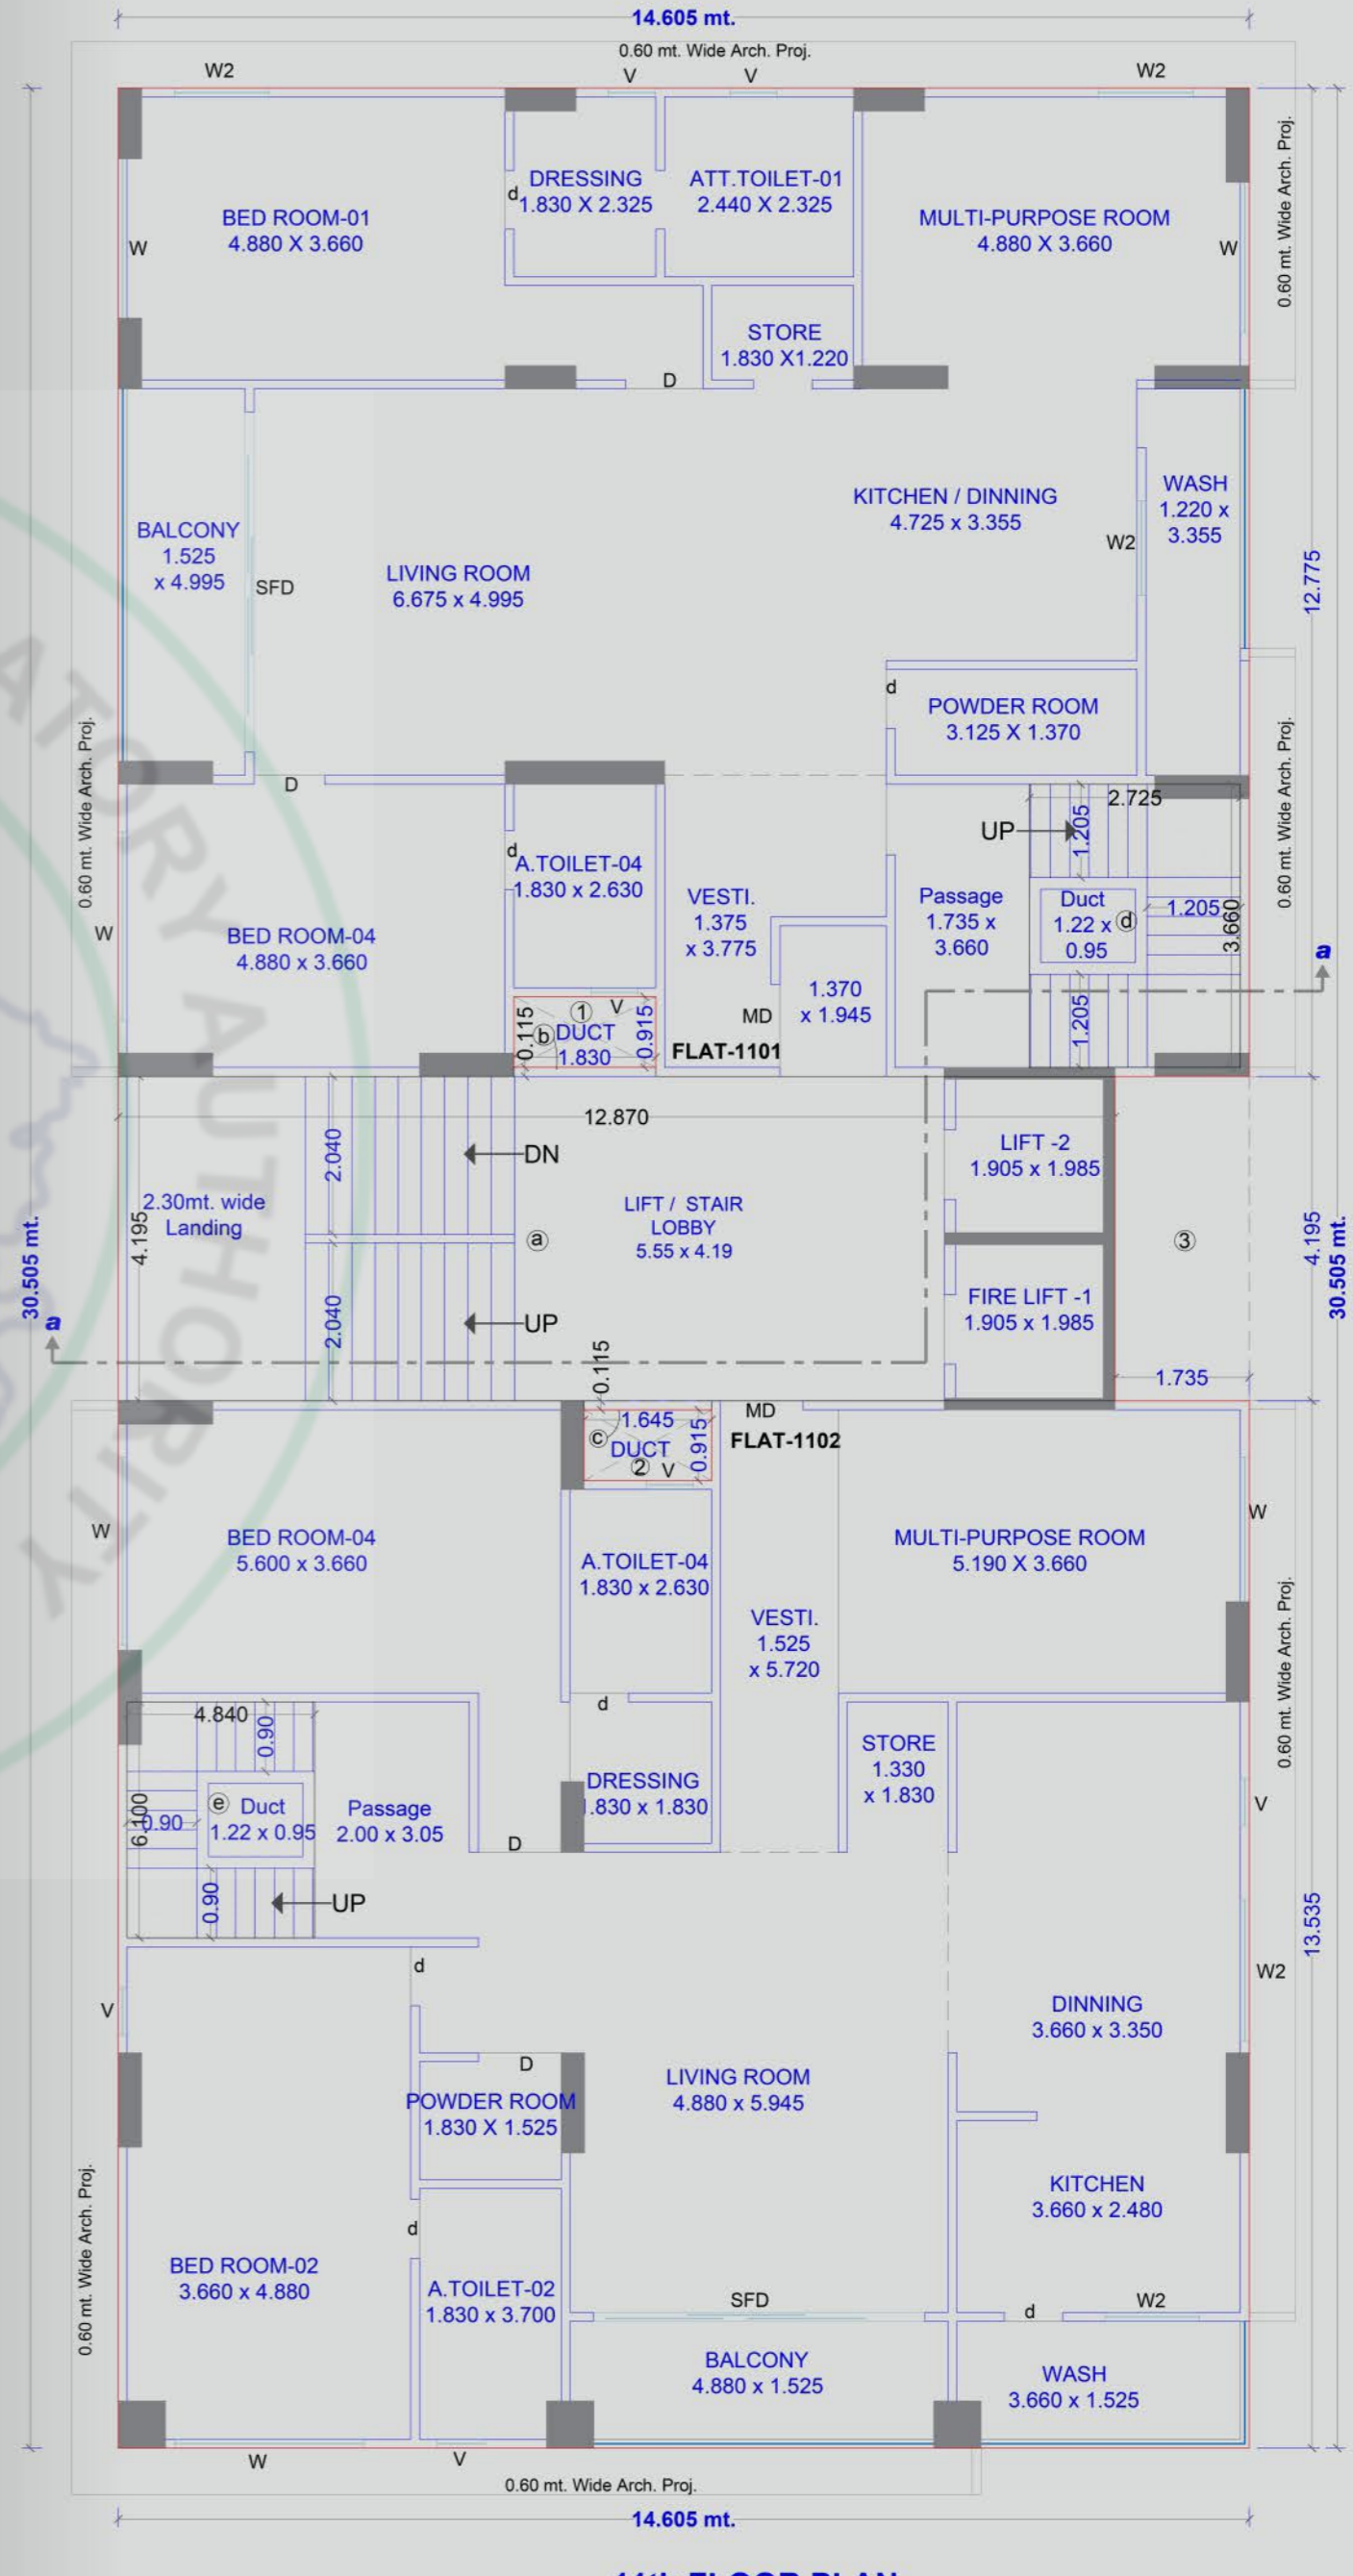 14.605 mt.
0.60 mt. Wide Arch. Proj.
W2
V
V
W2
0.60 mt. Wide Arch. Proj.
BED ROOM-01
4.880 X 3.660
W
d
DRESSING
1.830 X 2.325
ATT.TOILET-01
2.440 X 2.325
MULTI-PURPOSE ROOM
4.880 X 3.660
W
STORE
1.830 X1.220
D
BALCONY
1.525
x 4.995
SFD
LIVING ROOM
6.675 x 4.995
KITCHEN / DINNING
4.725 x 3.355
W2
WASH
1.220 x
3.355
12.775
d
POWDER ROOM
3.125 X 1.370
0.60 mt. Wide Arch. Proj.
0.60 mt. Wide Arch. Proj.
D
2.725
UP
1.205
d
A.TOILET-04
1.830 x 2.630
VESTI.
1.375
x 3.775
Passage
1.735 x
3.660
Duct
1.22 x
0.95
d
1.205
3.660
W
BED ROOM-04
4.880 x 3.660
a
1.370
x 1.945
MD
1.205
1
V
b
DUCT
1.830
0.115
0.915
FLAT-1101
12.870
DN
2.040
LIFT -2
1.905 x 1.985
2.30mt. wide
Landing
4.195
LIFT / STAIR
LOBBY
5.55 x 4.19
a
3
4.195
30.505 mt.
30.505 mt.
FIRE LIFT -1
1.905 x 1.985
2.040
UP
a
0.115
1.735
ATORY AUTHORITY
MD
1.645
c
DUCT
2
V
0.915
FLAT-1102
W
W
BED ROOM-04
5.600 x 3.660
A.TOILET-04
1.830 x 2.630
MULTI-PURPOSE ROOM
5.190 X 3.660
VESTI.
1.525
x 5.720
0.60 mt. Wide Arch. Proj.
d
4.840
0.90
STORE
1.330
x 1.830
DRESSING
.830 x 1.830
e
Duct
1.22 x 0.95
6.100
0.90
Passage
2.00 x 3.05
V
D
0.90
UP
13.535
d
W2
V
DINNING
3.660 x 3.350
D
LIVING ROOM
4.880 x 5.945
POWDER ROOM
1.830 X 1.525
KITCHEN
3.660 x 2.480
0.60 mt. Wide Arch. Proj.
d
BED ROOM-02
3.660 x 4.880
A.TOILET-02
1.830 x 3.700
SFD
d
W2
BALCONY
4.880 x 1.525
WASH
3.660 x 1.525
W
V
0.60 mt. Wide Arch. Proj.
14.605 mt.
11th FLOOR PLAN